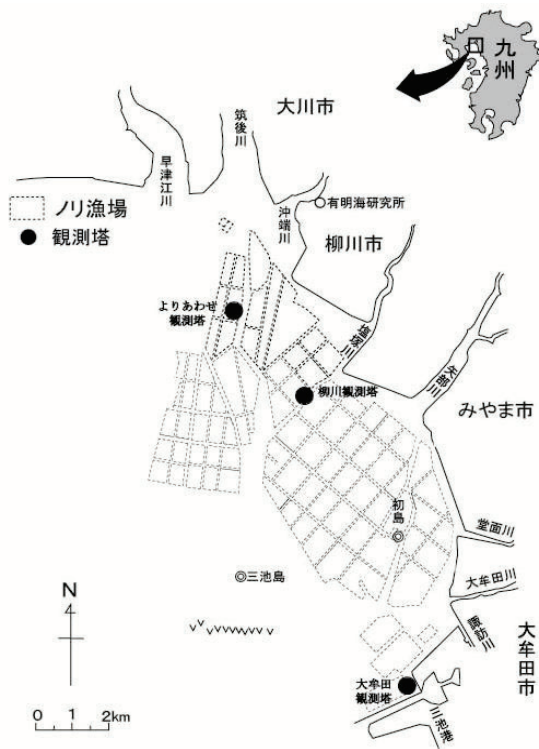 九州
大川市
筑後川
早津江川
ノリ漁場
観測塔
沖端川
有明海研究所
柳川市
よりあわせ
観測塔
塩塚川
矢部川
柳川観測塔
みやま市
初島
堂面川
三池島
大牟田川
諏訪川
大牟田市
N
大牟田
観測塔
三池港
0 1 2km